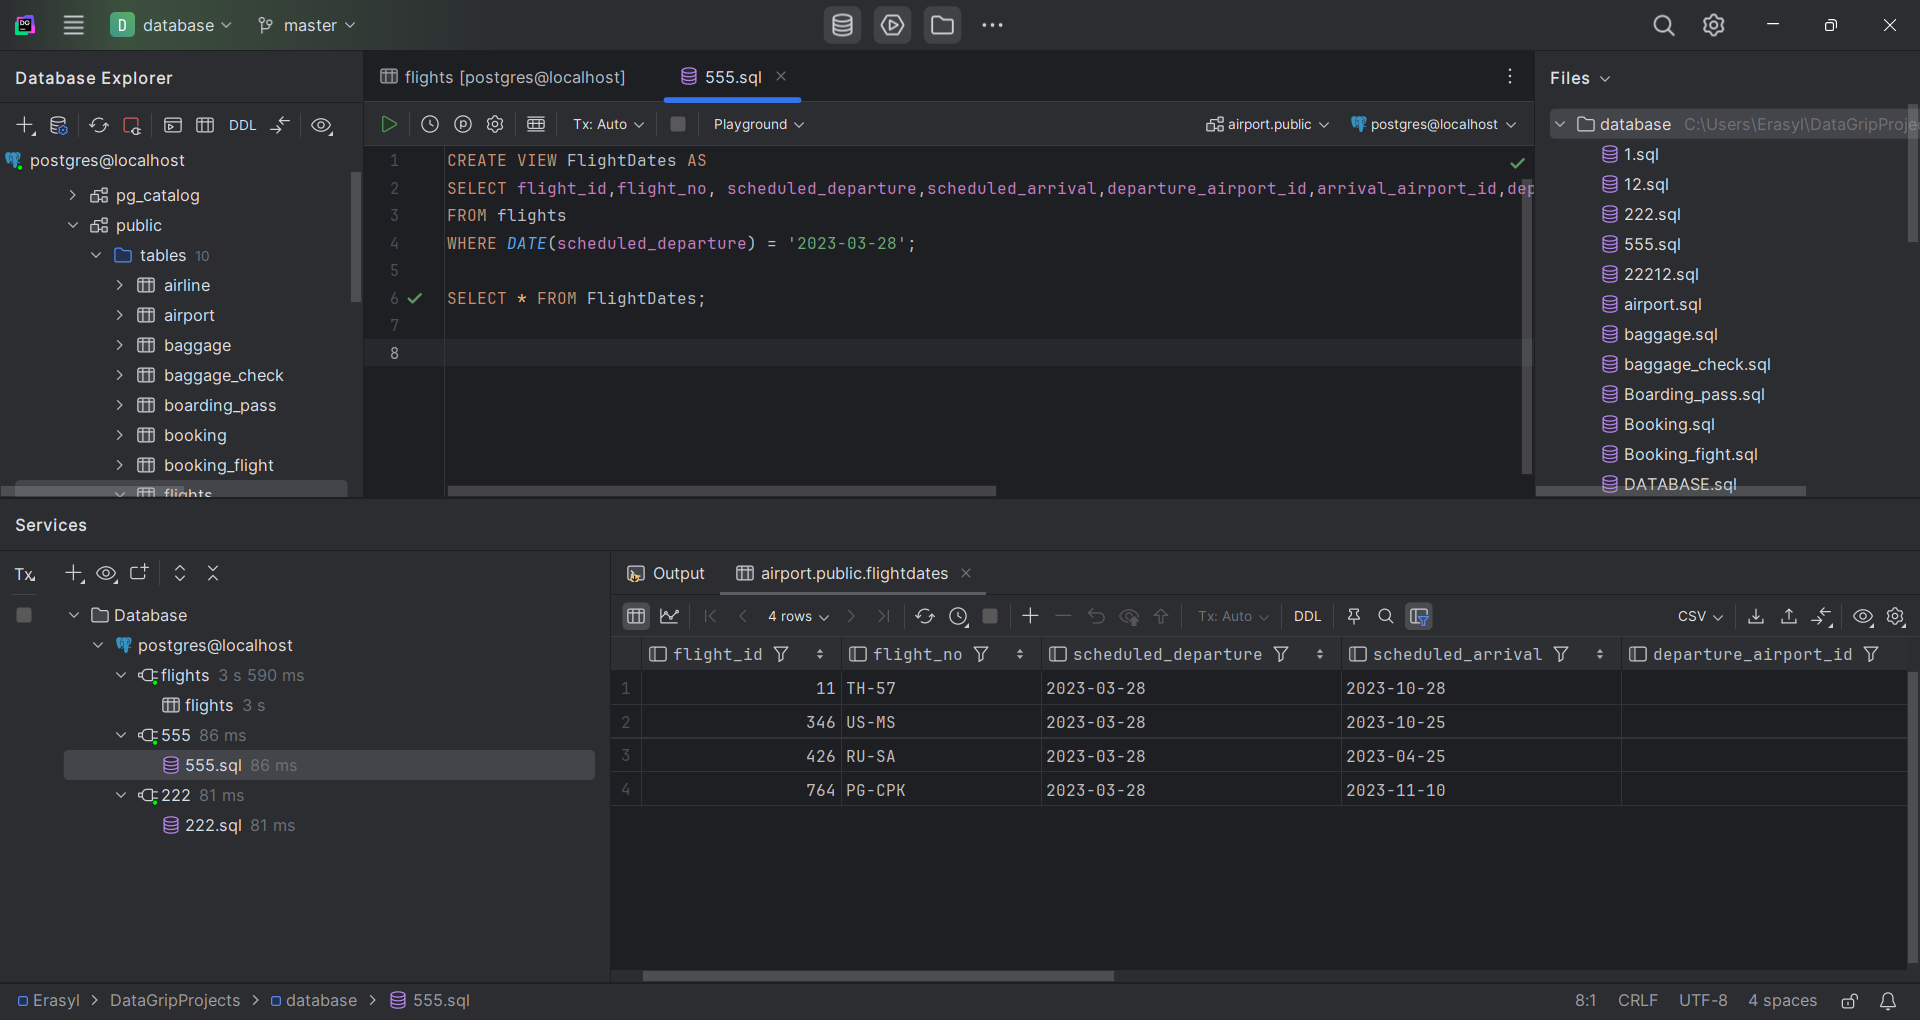 D database master
Database Explorer
flights [postgres@localhost]
555.sql
Files
DDL
Tx: Auto
Playground
airport.public
postgres@localhost
postgres@localhost
pg_catalog
public
tables 10
airline
airport
baggage
baggage_check
boarding_pass
booking
booking_flight
flights
1 CREATE VIEW FlightDates AS
2 SELECT flight_id,flight_no, scheduled_departure,scheduled_arrival,departure_airport_id,arrival_airport_id,dep
3 FROM flights
4 WHERE DATE(scheduled_departure) = '2023-03-28';
5
6 SELECT * FROM FlightDates;
7
8
database C:\Users\Erasyl\DataGripProje
1.sql
12.sql
222.sql
555.sql
22212.sql
airport.sql
baggage.sql
baggage_check.sql
Boarding_pass.sql
Booking.sql
Booking_fight.sql
DATABASE.sql
Services
Tx
Database
postgres@localhost
flights 3 s 590 ms
flights 3 s
555 86 ms
555.sql 86 ms
222 81 ms
222.sql 81 ms
Output
airport.public.flightdates
4 rows
Tx: Auto
DDL
CSV
flight_id flight_no scheduled_departure scheduled_arrival departure_airport_id
1 11 TH-57 2023-03-28 2023-10-28
2 346 US-MS 2023-03-28 2023-10-25
3 426 RU-SA 2023-03-28 2023-04-25
4 764 PG-CPK 2023-03-28 2023-11-10
Erasyl > DataGripProjects > database > 555.sql
8:1 CRLF UTF-8 4 spaces